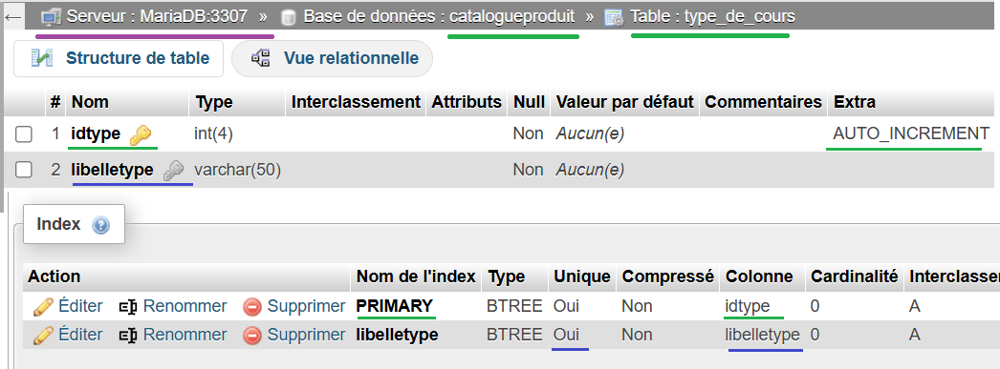 ← Serveur : MariaDB:3307 » Base de données : catalogueproduit » Table : type_de_cours
Structure de table Vue relationnelle
# Nom Type Interclassement Attributs Null Valeur par défaut Commentaires Extra
1 idtype int(4) Non Aucun(e) AUTO_INCREMENT
2 libelletype varchar(50) Non Aucun(e)
Index
Action Nom de l'index Type Unique Compressé Colonne Cardinalité Interclasse
Éditer Renommer Supprimer PRIMARY BTREE Oui Non idtype 0 A
Éditer Renommer Supprimer libelletype BTREE Oui Non libelletype 0 A